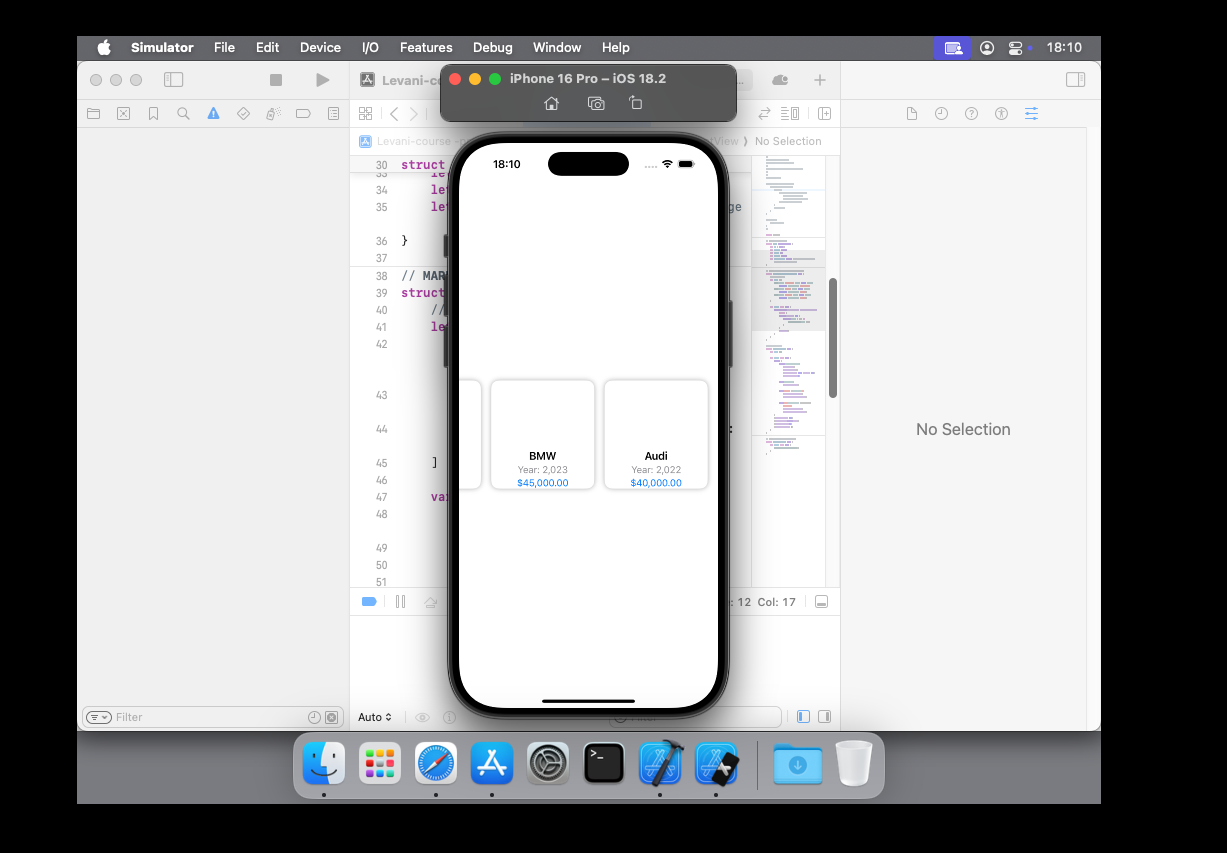 Simulator File Edit Device I/O Features Debug Window Help 18:10
Levani-co
iPhone 16 Pro – iOS 18.2
Levani-course
View ⟩ No Selection
18:10
30 struct
33 le
34 let
35 let ge
36 }
37
38 // MAR
39 struct
40 //
41 le
42
43
44 :
45 ]
46
47 va
48
49
50
51
BMW
Year: 2,023
$45,000.00
Audi
Year: 2,022
$40,000.00
No Selection
: 12 Col: 17
Filter
Auto
Filter
>_